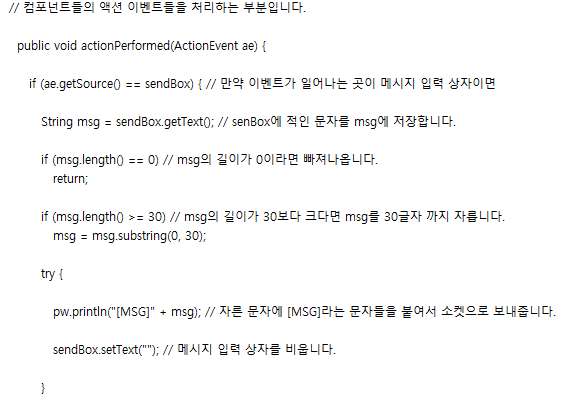 // 컴포넌트들의 액션 이벤트들을 처리하는 부분입니다.
public void actionPerformed(ActionEvent ae) {
if (ae.getSource() == sendBox) { // 만약 이벤트가 일어나는 곳이 메시지 입력 상자이면
String msg = sendBox.getText(); // senBox에 적인 문자를 msg에 저장합니다.
if (msg.length() == 0) // msg의 길이가 0이라면 빠져나옵니다.
return;
if (msg.length() >= 30) // msg의 길이가 30보다 크다면 msg를 30글자 까지 자릅니다.
msg = msg.substring(0, 30);
try {
pw.println("[MSG]" + msg); // 자른 문자에 [MSG]라는 문자들을 붙여서 소켓으로 보내줍니다.
sendBox.setText(""); // 메시지 입력 상자를 비웁니다.
}